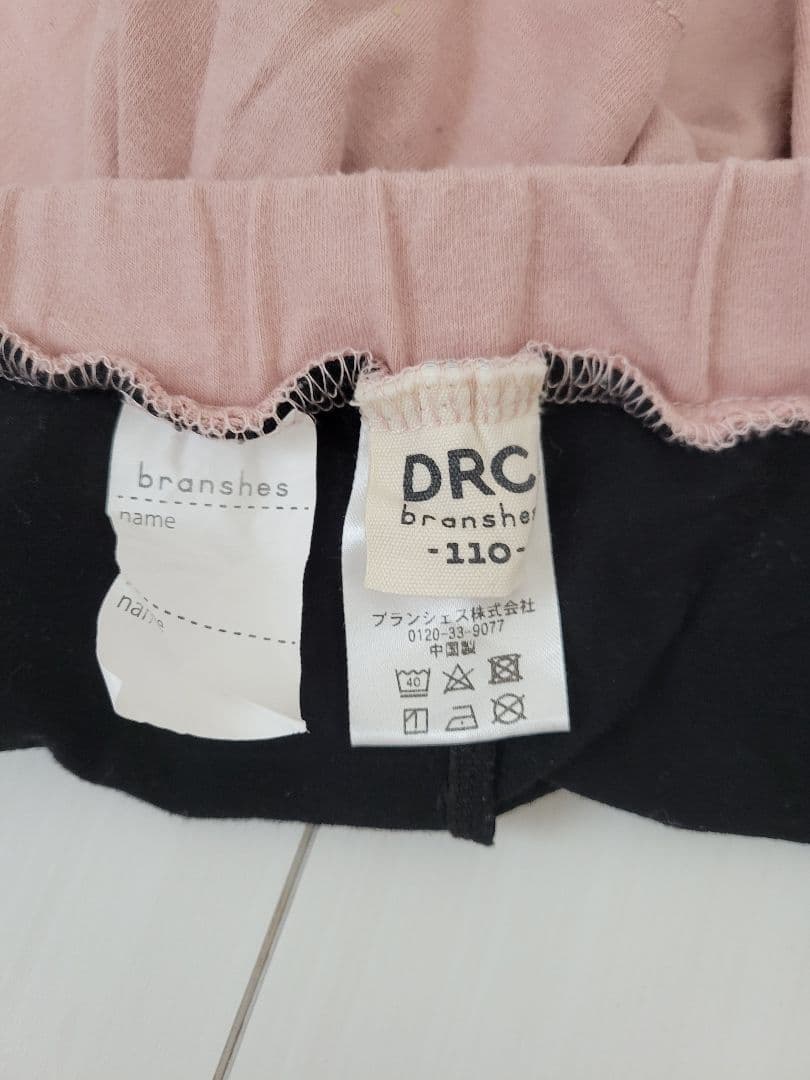 branshes
name
name
DRC
branshes
-110-
ブランシェス株式会社
0120-33-9077
中国製
40